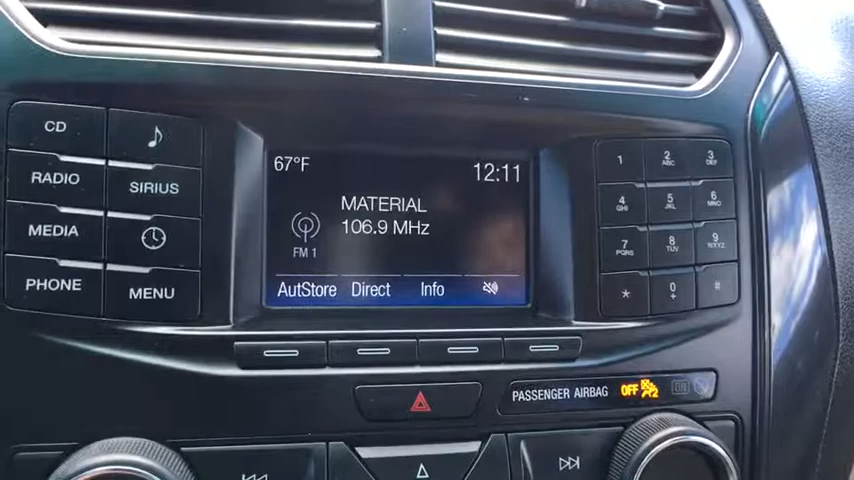 CD
RADIO
SIRIUS
MEDIA
PHONE
MENU
67°F
12:11
MATERIAL
106.9 MHz
FM 1
AutoStore Direct Info
1 2 ABC 3 DEF
4 GHI 5 JKL 6 MNO
7 PQRS 8 TUV 9 WXYZ
* 0 + #
PASSENGER AIRBAG OFF ON